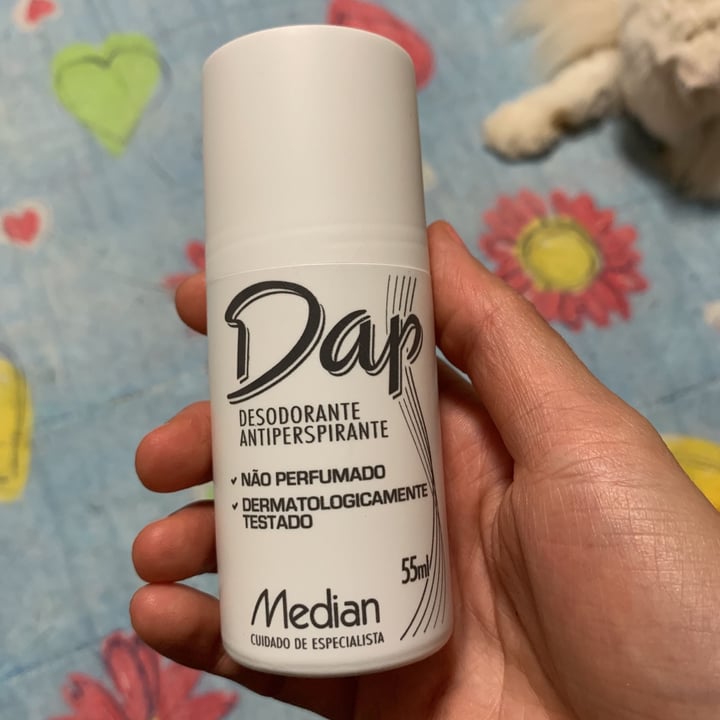 Dap
DESODORANTE
ANTIPERSPIRANTE
✓ NÃO PERFUMADO
✓ DERMATOLOGICAMENTE
TESTADO
55ml
Median
CUIDADO DE ESPECIALISTA